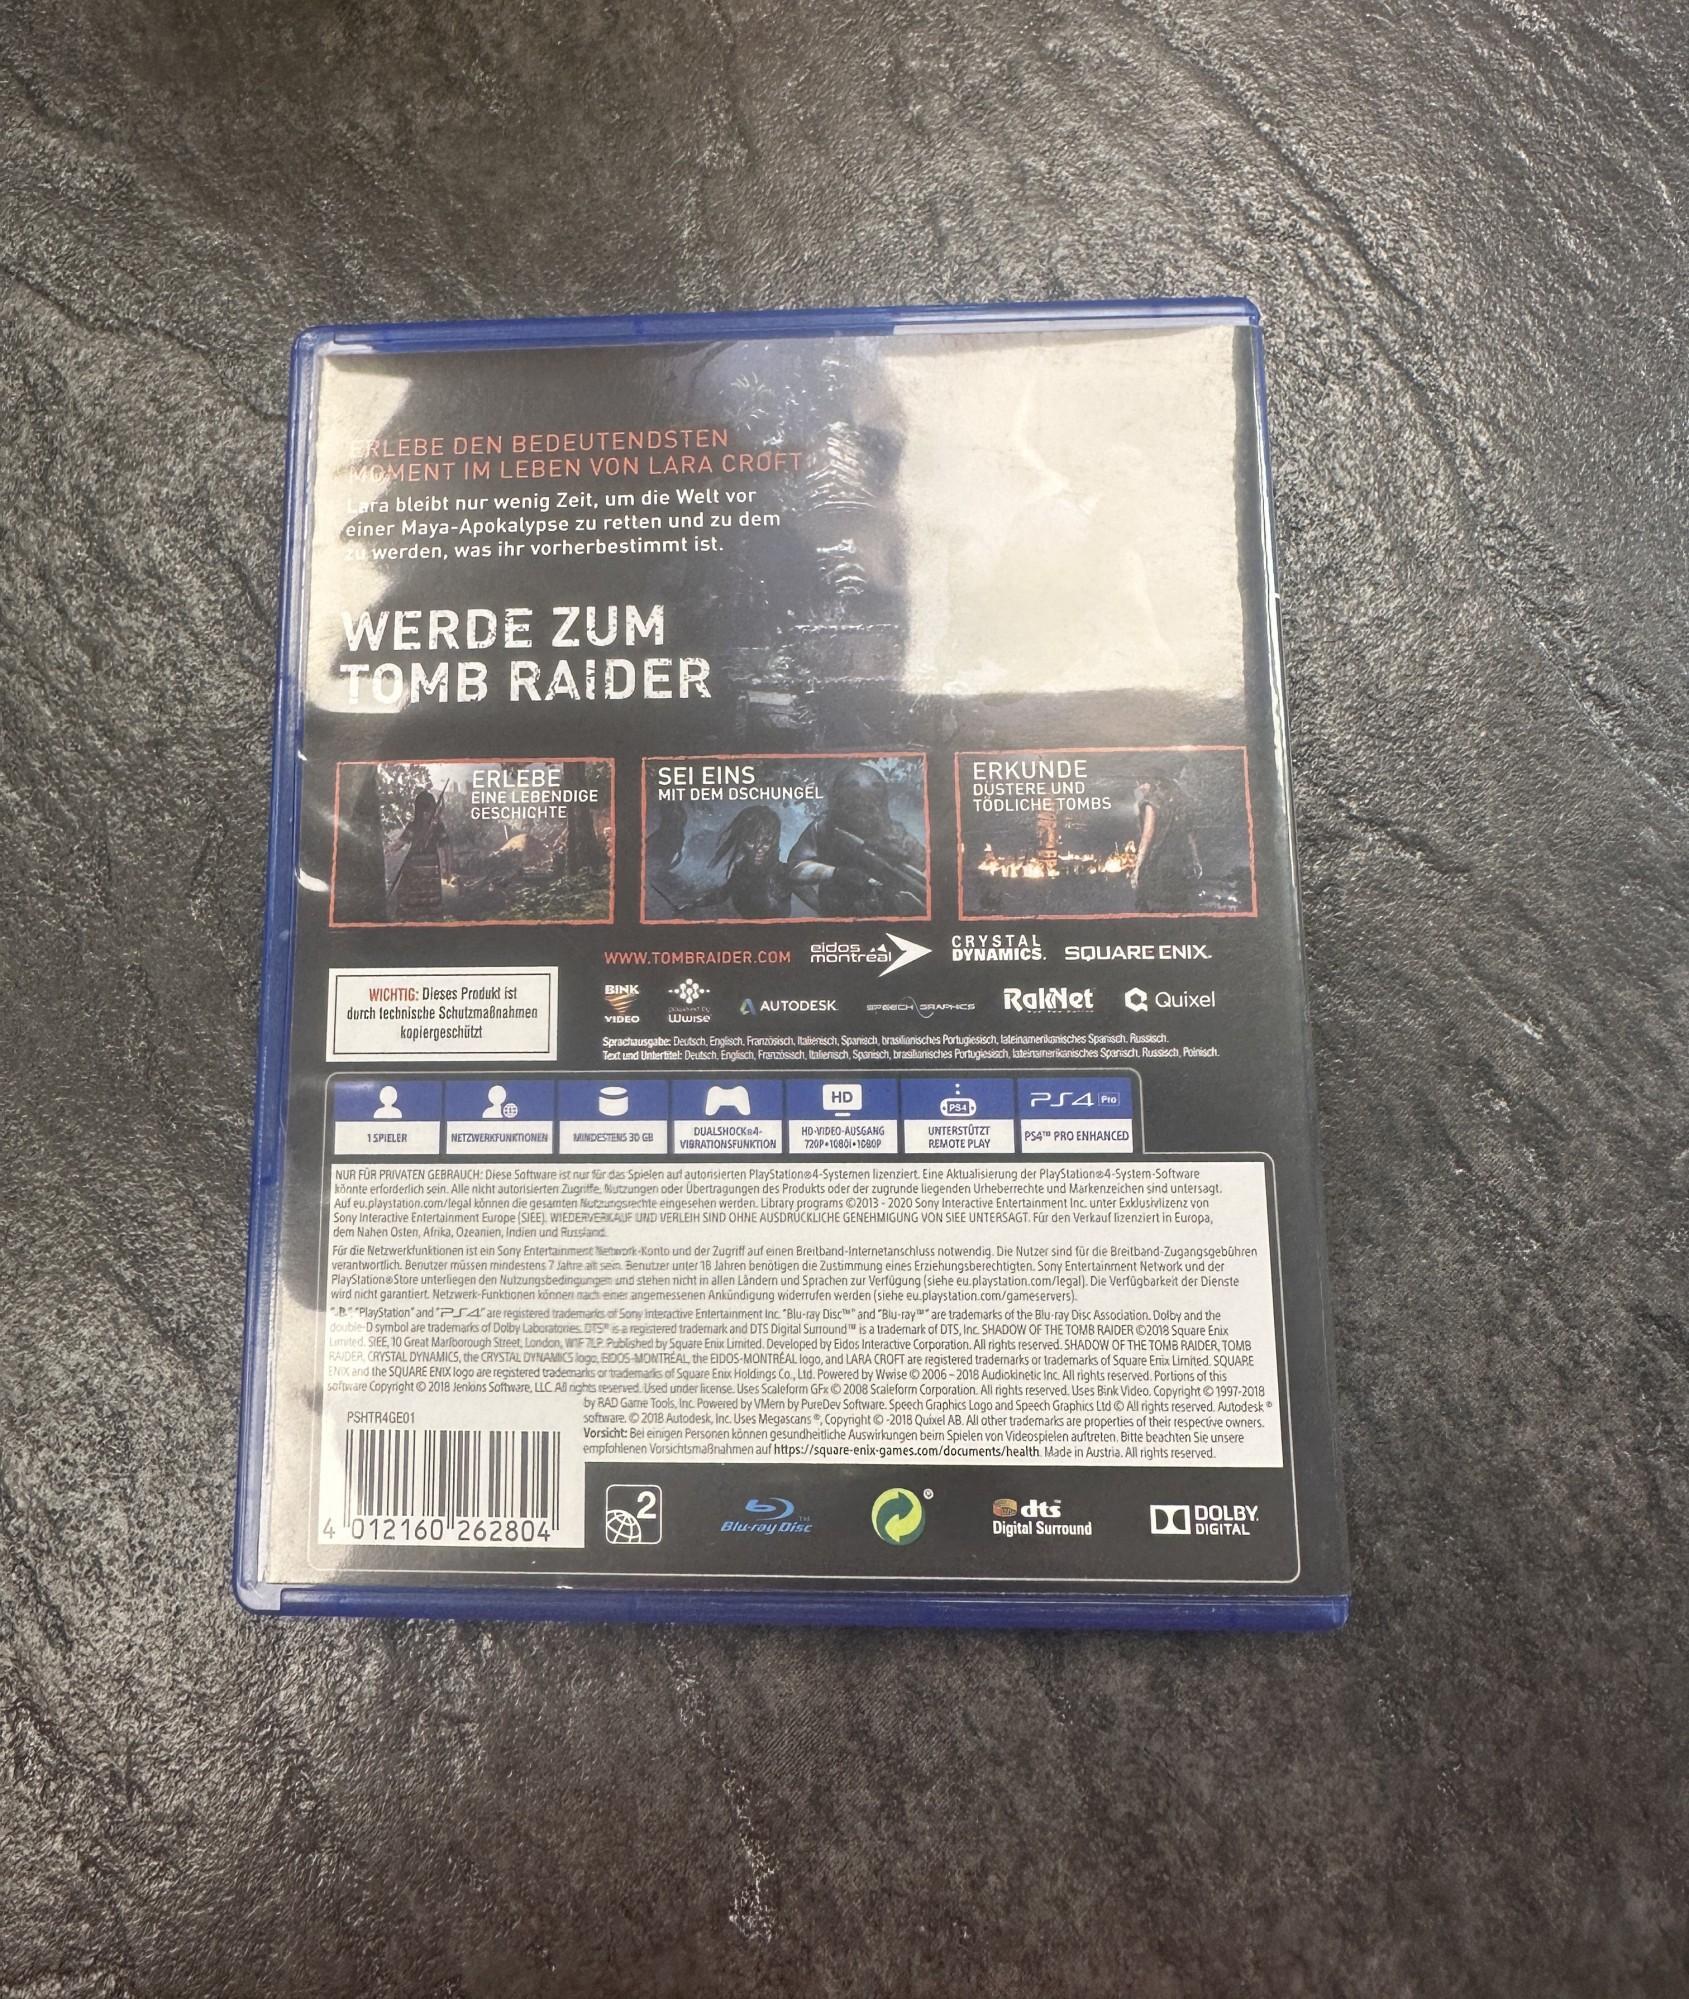 ERLEBE DEN BEDEUTENDSTEN
MOMENT IM LEBEN VON LARA CROFT
Lara bleibt nur wenig Zeit, um die Welt vor
einer Maya-Apokalypse zu retten und zu dem
zu werden, was ihr vorherbestimmt ist.
WERDE ZUM
TOMB RAIDER
ERLEBE
EINE LEBENDIGE
GESCHICHTE
SEI EINS
MIT DEM DSCHUNGEL
ERKUNDE
DÜSTERE UND
TÖDLICHE TOMBS
WWW.TOMBRAIDER.COM
eidos montréal
CRYSTAL DYNAMICS.
SQUARE ENIX.
WICHTIG: Dieses Produkt ist
durch technische Schutzmaßnahmen
kopiergeschützt
BINK VIDEO
powered by Wwise
AUTODESK
SPEECH GRAPHICS
RakNet
Quixel
Sprachausgabe: Deutsch, Englisch, Französisch, Italienisch, Spanisch, brasilianisches Portugiesisch, lateinamerikanisches Spanisch, Russisch.
Text und Untertitel: Deutsch, Englisch, Französisch, Italienisch, Spanisch, brasilianisches Portugiesisch, lateinamerikanisches Spanisch, Russisch, Polnisch.
1 SPIELER
NETZWERKFUNKTIONEN
MINDESTENS 30 GB
DUALSHOCK®4-
VIBRATIONSFUNKTION
HD
HD-VIDEO-AUSGANG
720P•1080i•1080P
PS4
UNTERSTÜTZT
REMOTE PLAY
PS4 Pro
PS4™ PRO ENHANCED
NUR FÜR PRIVATEN GEBRAUCH: Diese Software ist nur für das Spielen auf autorisierten PlayStation®4-Systemen lizenziert. Eine Aktualisierung der PlayStation®4-System-Software
könnte erforderlich sein. Alle nicht autorisierten Zugriffe, Nutzungen oder Übertragungen des Produkts oder der zugrunde liegenden Urheberrechte und Markenzeichen sind untersagt.
Auf eu.playstation.com/legal können die gesamten Nutzungsrechte eingesehen werden. Library programs ©2013 - 2020 Sony Interactive Entertainment Inc. unter Exklusivlizenz von
Sony Interactive Entertainment Europe (SIEE). WIEDERVERKAUF UND VERLEIH SIND OHNE AUSDRÜCKLICHE GENEHMIGUNG VON SIEE UNTERSAGT. Für den Verkauf lizenziert in Europa,
dem Nahen Osten, Afrika, Ozeanien, Indien und Russland.
Für die Netzwerkfunktionen ist ein Sony Entertainment Network-Konto und der Zugriff auf einen Breitband-Internetanschluss notwendig. Die Nutzer sind für die Breitband-Zugangsgebühren
verantwortlich. Benutzer müssen mindestens 7 Jahre alt sein. Benutzer unter 18 Jahren benötigen die Zustimmung eines Erziehungsberechtigten. Sony Entertainment Network und der
PlayStation®Store unterliegen den Nutzungsbedingungen und stehen nicht in allen Ländern und Sprachen zur Verfügung (siehe eu.playstation.com/legal). Die Verfügbarkeit der Dienste
wird nicht garantiert. Netzwerk-Funktionen können nach einer angemessenen Ankündigung widerrufen werden (siehe eu.playstation.com/gameservers).
"PlayStation" and "PS4" are registered trademarks of Sony Interactive Entertainment Inc. "Blu-ray Disc™" and "Blu-ray™" are trademarks of the Blu-ray Disc Association. Dolby and the
double-D symbol are trademarks of Dolby Laboratories. DTS® is a registered trademark and DTS Digital Surround™ is a trademark of DTS, Inc. SHADOW OF THE TOMB RAIDER ©2018 Square Enix
Limited. SIEE, 10 Great Marlborough Street, London, W1F 7LP. Published by Square Enix Limited. Developed by Eidos Interactive Corporation. All rights reserved. SHADOW OF THE TOMB RAIDER, TOMB
RAIDER, CRYSTAL DYNAMICS, the CRYSTAL DYNAMICS logo, EIDOS-MONTRÉAL, the EIDOS-MONTRÉAL logo, and LARA CROFT are registered trademarks or trademarks of Square Enix Limited. SQUARE
ENIX and the SQUARE ENIX logo are registered trademarks or trademarks of Square Enix Holdings Co., Ltd. Powered by Wwise © 2006 – 2018 Audiokinetic Inc. All rights reserved. Portions of this
software Copyright © 2018 Jenkins Software, LLC. All rights reserved. Used under license. Uses Scaleform GFx © 2008 Scaleform Corporation. All rights reserved. Uses Bink Video. Copyright © 1997-2018
by RAD Game Tools, Inc. Powered by VMern by PureDev Software. Speech Graphics Logo and Speech Graphics Ltd © All rights reserved. Autodesk®
software. © 2018 Autodesk, Inc. Uses Megascans®, Copyright © -2018 Quixel AB. All other trademarks are properties of their respective owners.
Vorsicht: Bei einigen Personen können gesundheitliche Auswirkungen beim Spielen von Videospielen auftreten. Bitte beachten Sie unsere
empfohlenen Vorsichtsmaßnahmen auf https://square-enix-games.com/documents/health. Made in Austria. All rights reserved.
PSHTR4GE01
4 012160 262804
2
Blu-ray Disc™
®
dts™
Digital Surround
DOLBY.
DIGITAL